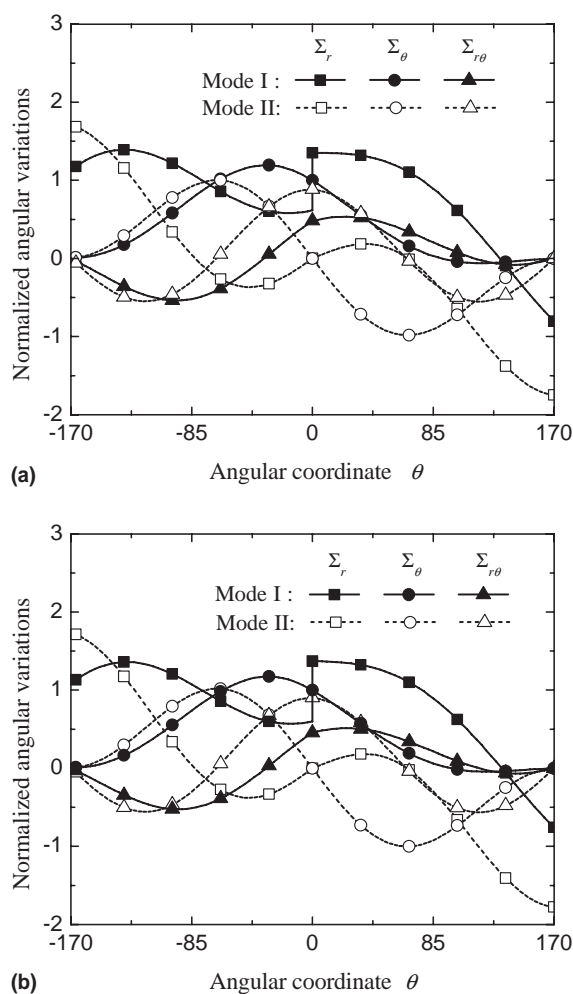 3
Σr Σθ Σrθ
Mode I :
Mode II:
2
1
0
-1
-2
Normalized angular variations
-170 -85 0 85 170
(a) Angular coordinate θ
3
Σr Σθ Σrθ
Mode I :
Mode II:
2
1
0
-1
-2
Normalized angular variations
-170 -85 0 85 170
(b) Angular coordinate θ